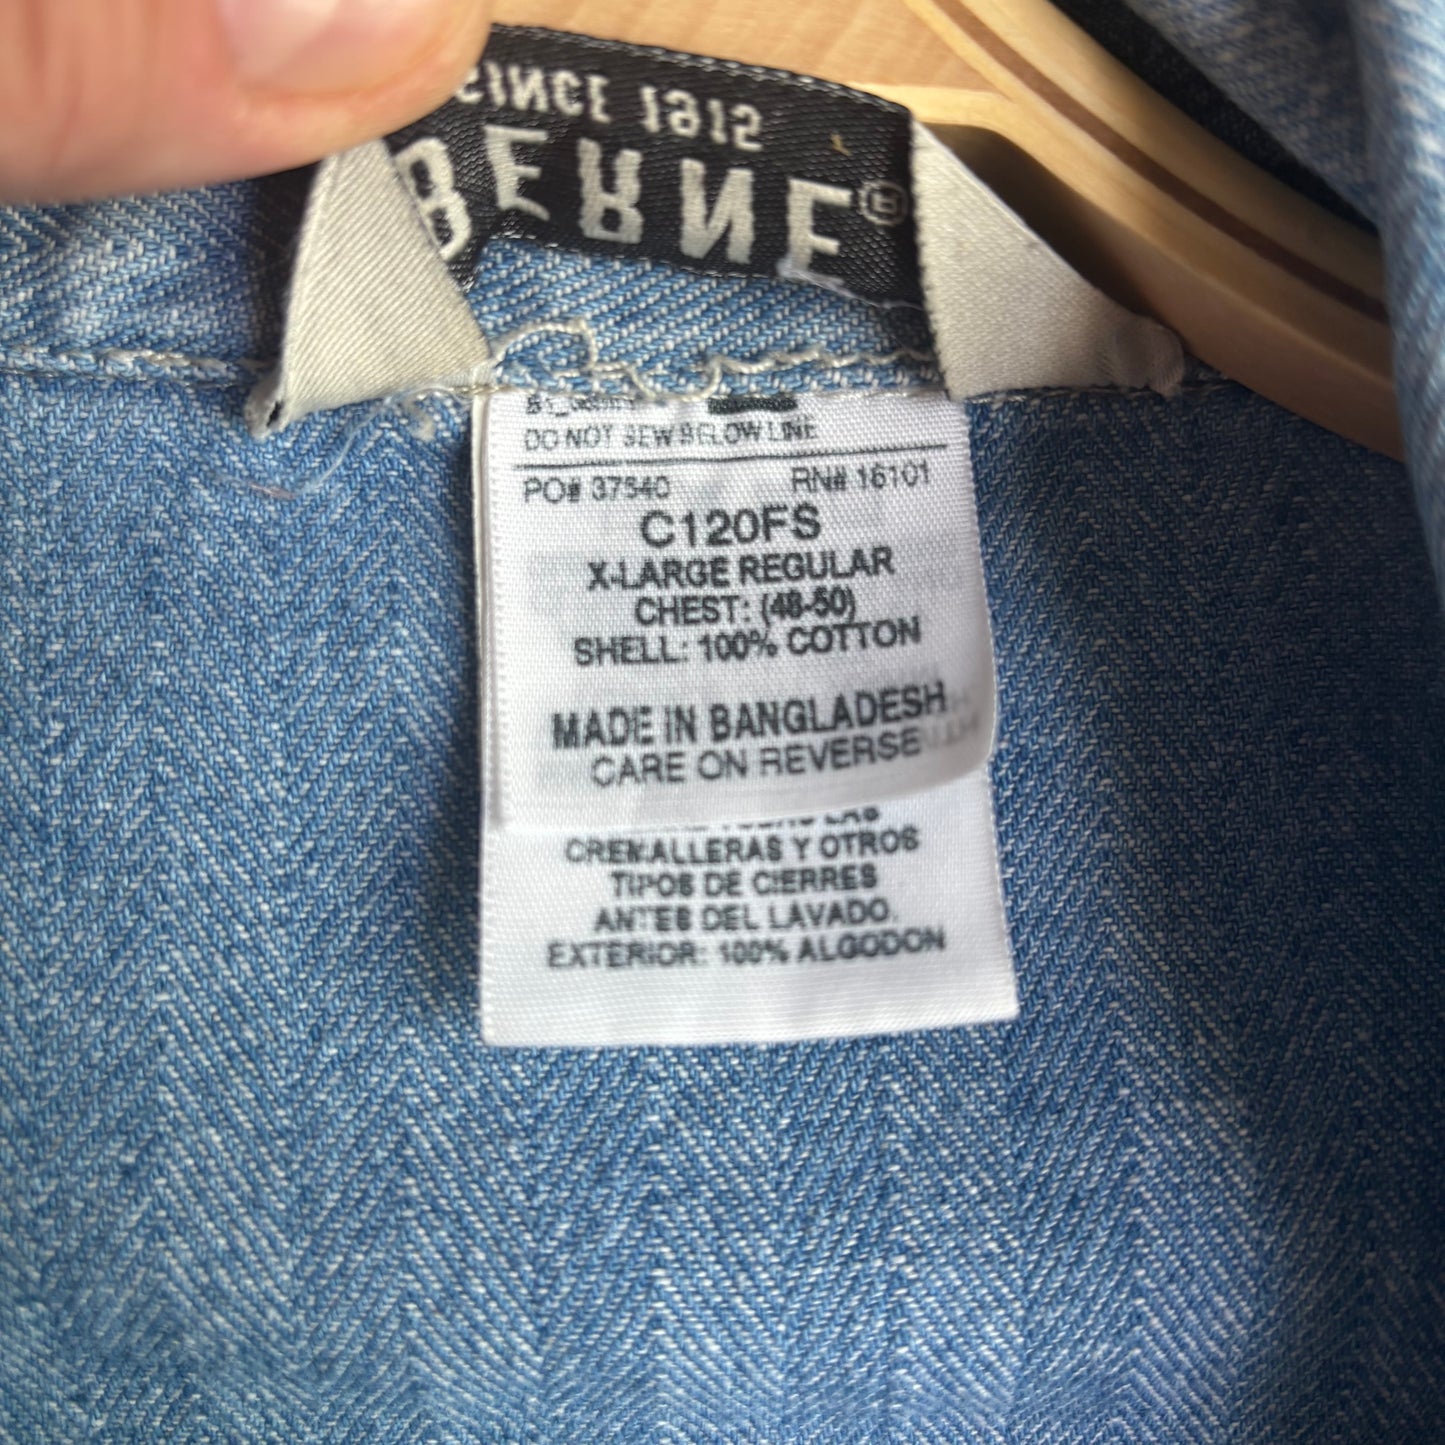 SINCE 1912
BERNE®
DO NOT SEW BELOW LINE
PO# 37540 RN# 16101
C120FS
X-LARGE REGULAR
CHEST: (48-50)
SHELL: 100% COTTON
MADE IN BANGLADESH
CARE ON REVERSE
CREMALLERAS Y OTROS
TIPOS DE CIERRES
ANTES DEL LAVADO.
EXTERIOR: 100% ALGODON